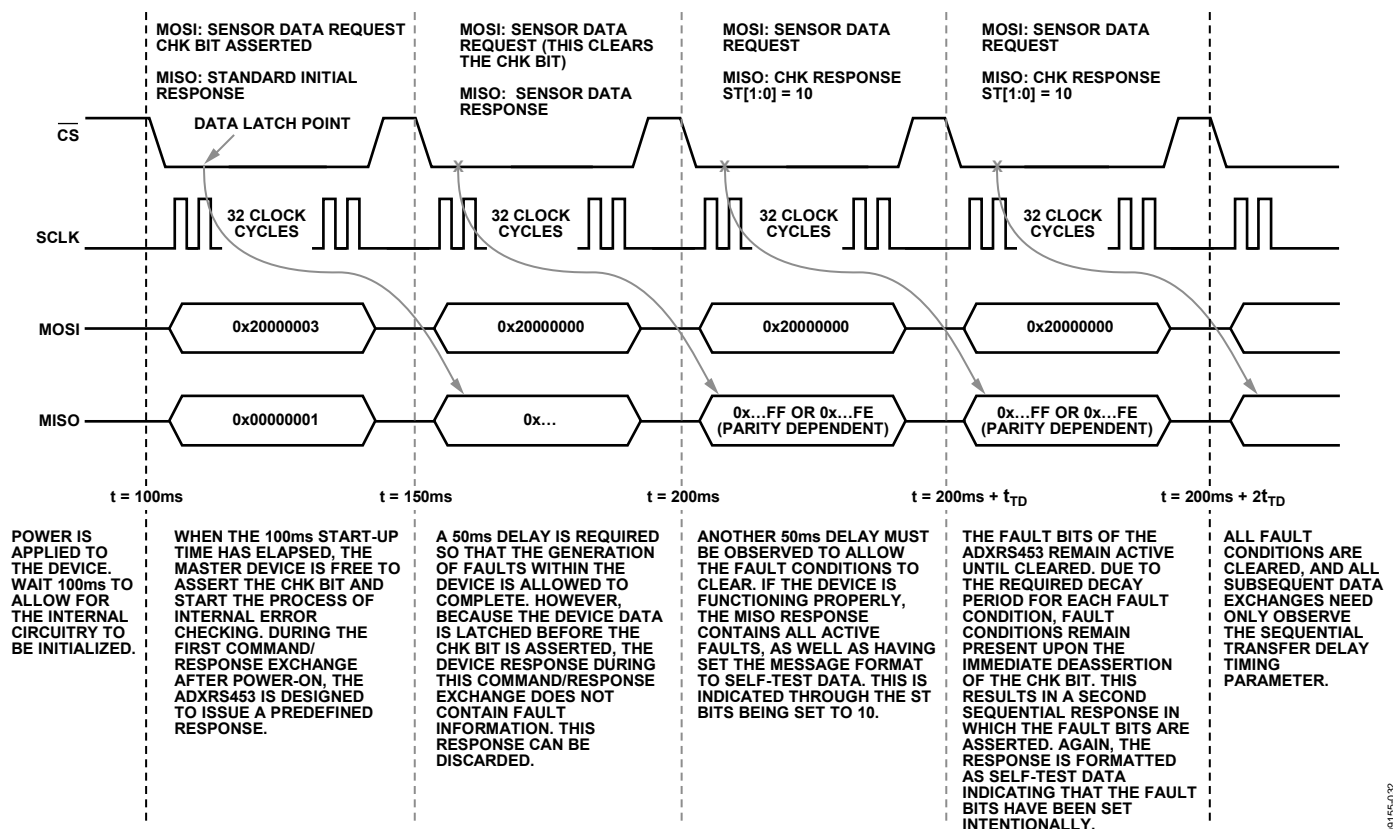 MOSI: SENSOR DATA REQUEST
CHK BIT ASSERTED
MISO: STANDARD INITIAL
RESPONSE
MOSI: SENSOR DATA
REQUEST (THIS CLEARS
THE CHK BIT)
MISO: SENSOR DATA
RESPONSE
MOSI: SENSOR DATA
REQUEST
MISO: CHK RESPONSE
ST[1:0] = 10
MOSI: SENSOR DATA
REQUEST
MISO: CHK RESPONSE
ST[1:0] = 10
DATA LATCH POINT
CS
X
X
X
SCLK
32 CLOCK
CYCLES
32 CLOCK
CYCLES
32 CLOCK
CYCLES
32 CLOCK
CYCLES
MOSI
0x20000003
0x20000000
0x20000000
0x20000000
MISO
0x00000001
0x...
0x...FF OR 0x...FE
(PARITY DEPENDENT)
0x...FF OR 0x...FE
(PARITY DEPENDENT)
t = 100ms
t = 150ms
t = 200ms
t = 200ms + tTD
t = 200ms + 2tTD
POWER IS
APPLIED TO
THE DEVICE.
WAIT 100ms TO
ALLOW FOR
THE INTERNAL
CIRCUITRY TO
BE INITIALIZED.
WHEN THE 100ms START-UP
TIME HAS ELAPSED, THE
MASTER DEVICE IS FREE TO
ASSERT THE CHK BIT AND
START THE PROCESS OF
INTERNAL ERROR
CHECKING. DURING THE
FIRST COMMAND/
RESPONSE EXCHANGE
AFTER POWER-ON, THE
ADXRS453 IS DESIGNED
TO ISSUE A PREDEFINED
RESPONSE.
A 50ms DELAY IS REQUIRED
SO THAT THE GENERATION
OF FAULTS WITHIN THE
DEVICE IS ALLOWED TO
COMPLETE. HOWEVER,
BECAUSE THE DEVICE DATA
IS LATCHED BEFORE THE
CHK BIT IS ASSERTED, THE
DEVICE RESPONSE DURING
THIS COMMAND/RESPONSE
EXCHANGE DOES NOT
CONTAIN FAULT
INFORMATION. THIS
RESPONSE CAN BE
DISCARDED.
ANOTHER 50ms DELAY MUST
BE OBSERVED TO ALLOW
THE FAULT CONDITIONS TO
CLEAR. IF THE DEVICE IS
FUNCTIONING PROPERLY,
THE MISO RESPONSE
CONTAINS ALL ACTIVE
FAULTS, AS WELL AS HAVING
SET THE MESSAGE FORMAT
TO SELF-TEST DATA. THIS IS
INDICATED THROUGH THE ST
BITS BEING SET TO 10.
THE FAULT BITS OF THE
ADXRS453 REMAIN ACTIVE
UNTIL CLEARED. DUE TO
THE REQUIRED DECAY
PERIOD FOR EACH FAULT
CONDITION, FAULT
CONDITIONS REMAIN
PRESENT UPON THE
IMMEDIATE DEASSERTION
OF THE CHK BIT. THIS
RESULTS IN A SECOND
SEQUENTIAL RESPONSE IN
WHICH THE FAULT BITS ARE
ASSERTED. AGAIN, THE
RESPONSE IS FORMATTED
AS SELF-TEST DATA
INDICATING THAT THE FAULT
BITS HAVE BEEN SET
INTENTIONALLY.
ALL FAULT
CONDITIONS ARE
CLEARED, AND ALL
SUBSEQUENT DATA
EXCHANGES NEED
ONLY OBSERVE
THE SEQUENTIAL
TRANSFER DELAY
TIMING
PARAMETER.